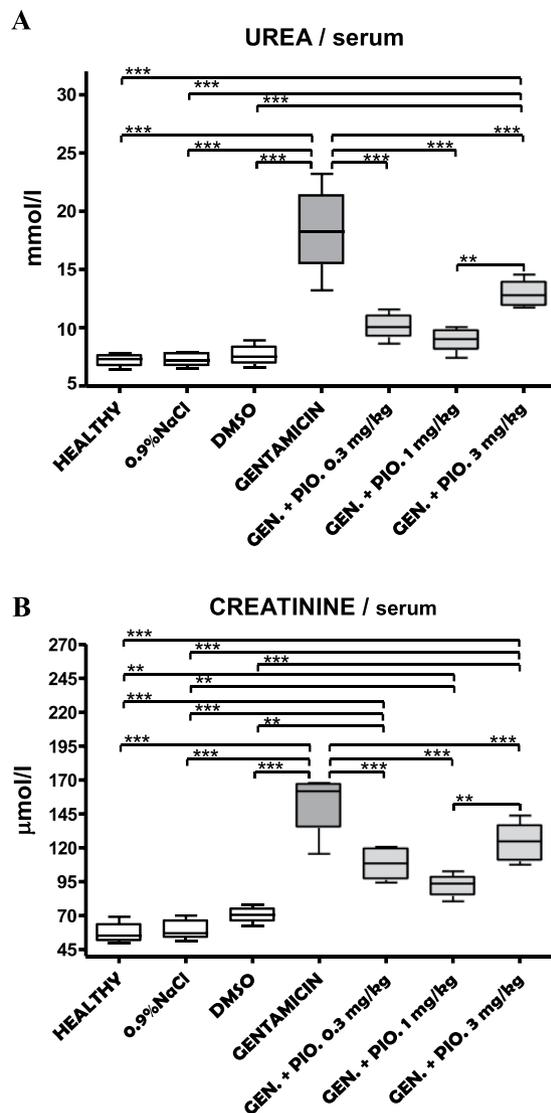 A
UREA / serum
***
***
***
*** ***
*** ***
*** ***
**
30
25
20
15
10
5
mmol/l
HEALTHY
0.9%NaCl
DMSO
GENTAMICIN
GEN. + PIO. 0.3 mg/kg
GEN. + PIO. 1 mg/kg
GEN. + PIO. 3 mg/kg
B
CREATININE / serum
***
***
***
**
**
***
***
**
*** ***
*** ***
*** ***
**
270
245
220
195
170
145
120
95
70
45
μmol/l
HEALTHY
0.9%NaCl
DMSO
GENTAMICIN
GEN. + PIO. 0.3 mg/kg
GEN. + PIO. 1 mg/kg
GEN. + PIO. 3 mg/kg